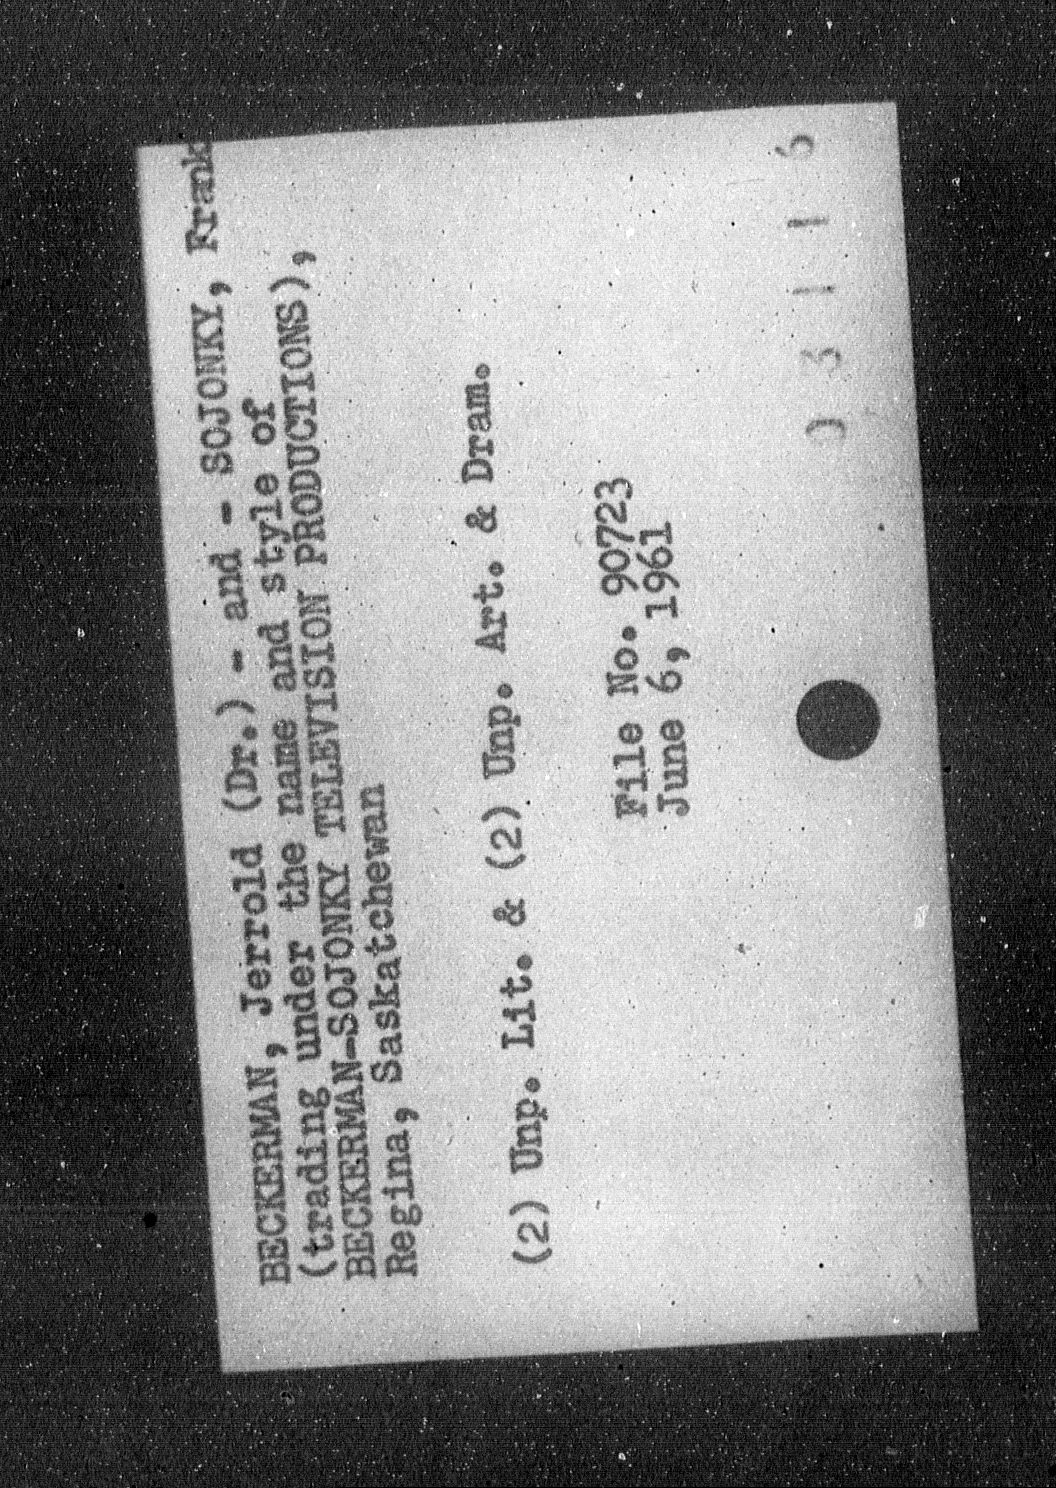 BECKERMAN, Jerrold (Dr.) - and - SOJONKY, Frank
(trading under the name and style of
BECKERMAN-SOJONKY TELEVISION PRODUCTIONS),
Regina, Saskatchewan
(2) Unp. Lit. & (2) Unp. Art. & Dram.
File No. 90723
June 6, 1961
03116